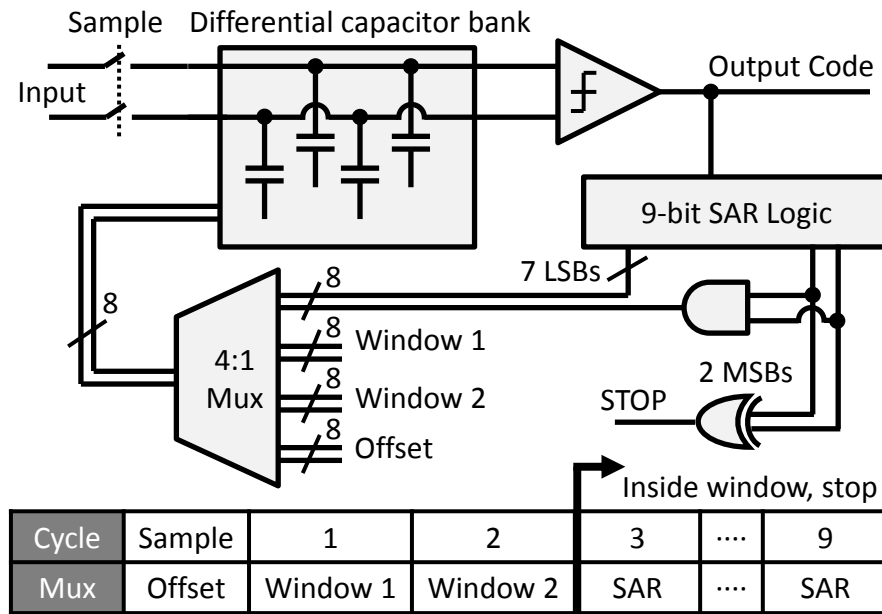 Sample
Differential capacitor bank
Input
Output Code
9-bit SAR Logic
7 LSBs
8
8
8
Window 1
4:1
Mux
8
Window 2
2 MSBs
STOP
8
Offset
Inside window, stop
Cycle Sample 1 2 3 ···· 9
Mux Offset Window 1 Window 2 SAR ···· SAR